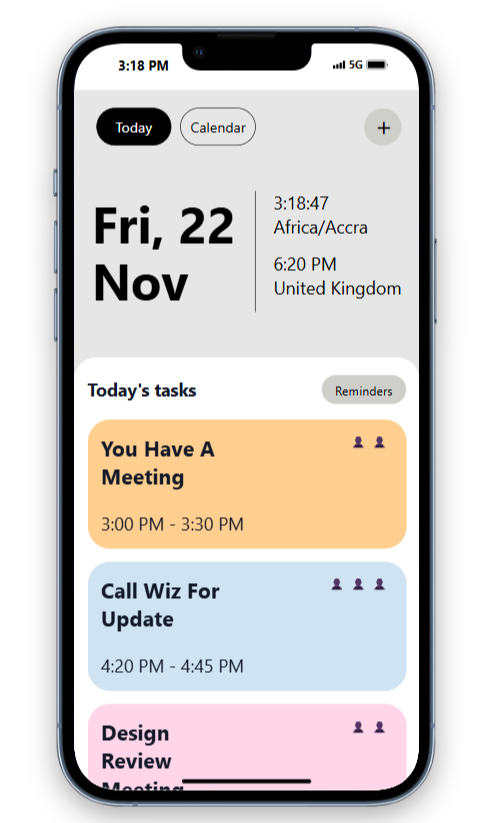 3:18 PM
5G
Today
Calendar
+
Fri, 22
Nov
3:18:47
Africa/Accra
6:20 PM
United Kingdom
Today's tasks
Reminders
You Have A
Meeting
3:00 PM - 3:30 PM
Call Wiz For
Update
4:20 PM - 4:45 PM
Design
Review
Meeting